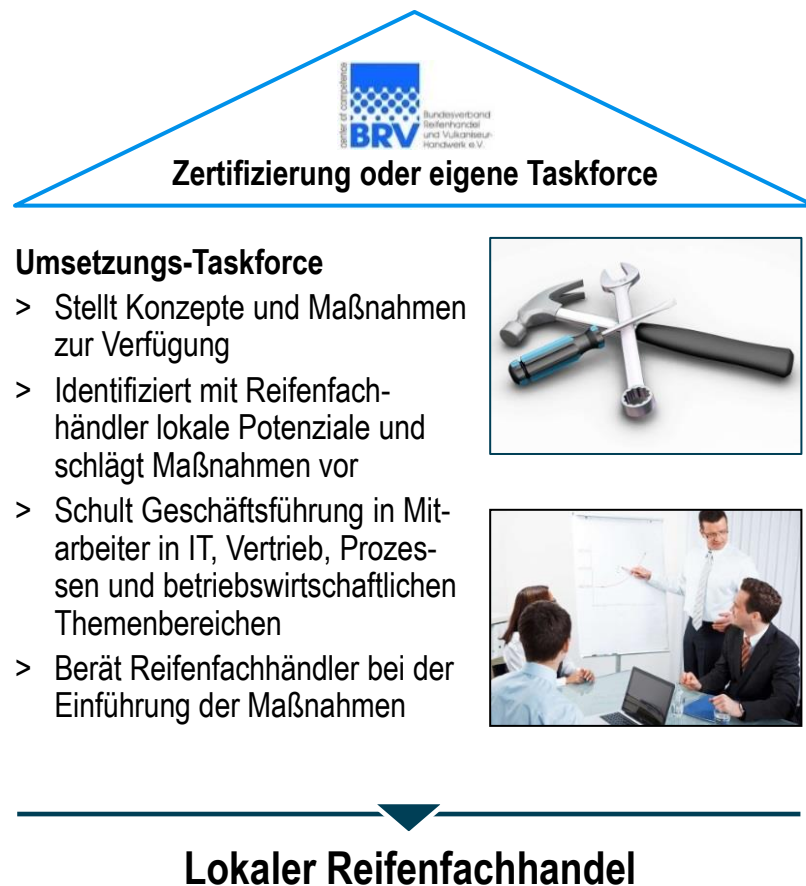 center of competence
BRV
Bundesverband
Reifenhandel
und Vulkaniseur-
Handwerk e.V.
Zertifizierung oder eigene Taskforce
Umsetzungs-Taskforce
> Stellt Konzepte und Maßnahmen
zur Verfügung
> Identifiziert mit Reifenfach-
händler lokale Potenziale und
schlägt Maßnahmen vor
> Schult Geschäftsführung in Mit-
arbeiter in IT, Vertrieb, Prozes-
sen und betriebswirtschaftlichen
Themenbereichen
> Berät Reifenfachhändler bei der
Einführung der Maßnahmen
Lokaler Reifenfachhandel